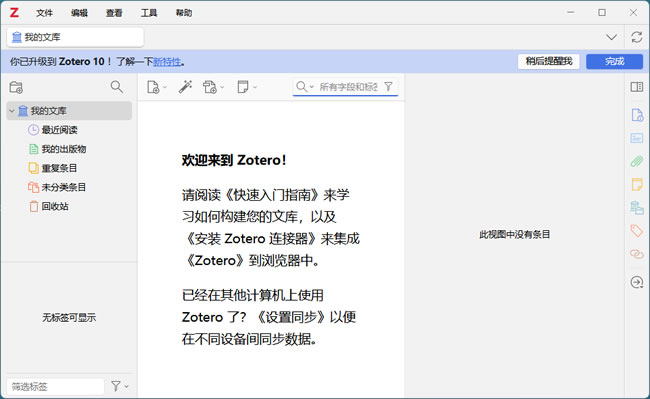 Z 文件 编辑 查看 工具 帮助
我的文库
你已升级到 Zotero 10！了解一下新特性。 稍后提醒我 完成
所有字段和标签
我的文库
最近阅读
我的出版物
重复条目
未分类条目
回收站
欢迎来到 Zotero！
请阅读《快速入门指南》来学
习如何构建您的文库，以及
《安装 Zotero 连接器》来集成
《Zotero》到浏览器中。
已经在其他计算机上使用
Zotero 了？《设置同步》以便
在不同设备间同步数据。
此视图中没有条目
无标签可显示
筛选标签